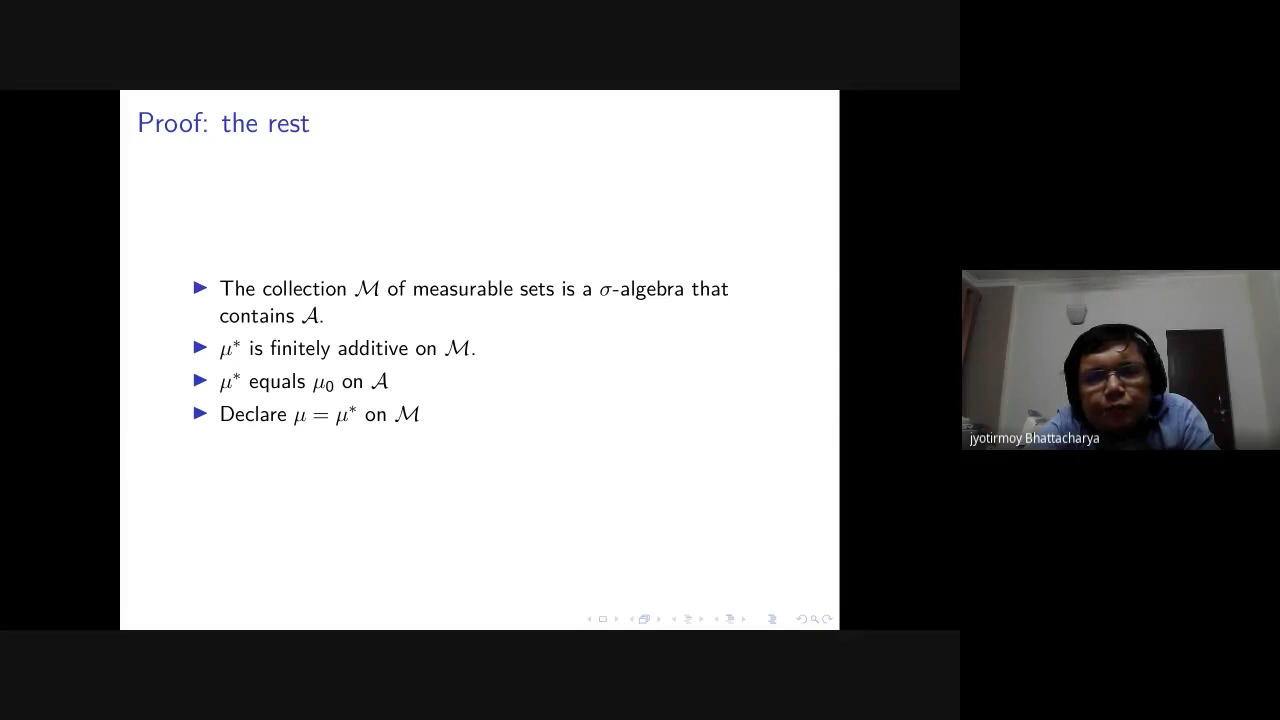 Proof: the rest
▶ The collection ℳ of measurable sets is a σ-algebra that
contains 𝒜.
▶ μ* is finitely additive on ℳ.
▶ μ* equals μ₀ on 𝒜
▶ Declare μ = μ* on ℳ
jyotirmoy Bhattacharya